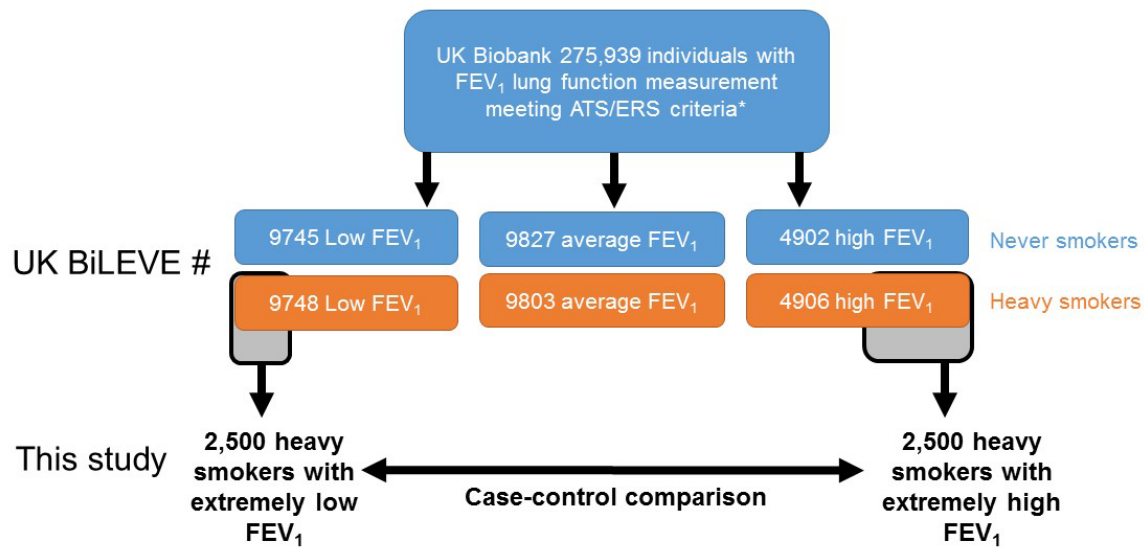 UK Biobank 275,939 individuals with
FEV₁ lung function measurement
meeting ATS/ERS criteria*
UK BiLEVE #
9745 Low FEV₁
9827 average FEV₁
4902 high FEV₁
Never smokers
9748 Low FEV₁
9803 average FEV₁
4906 high FEV₁
Heavy smokers
This study
2,500 heavy
smokers with
extremely low
FEV₁
Case-control comparison
2,500 heavy
smokers with
extremely high
FEV₁